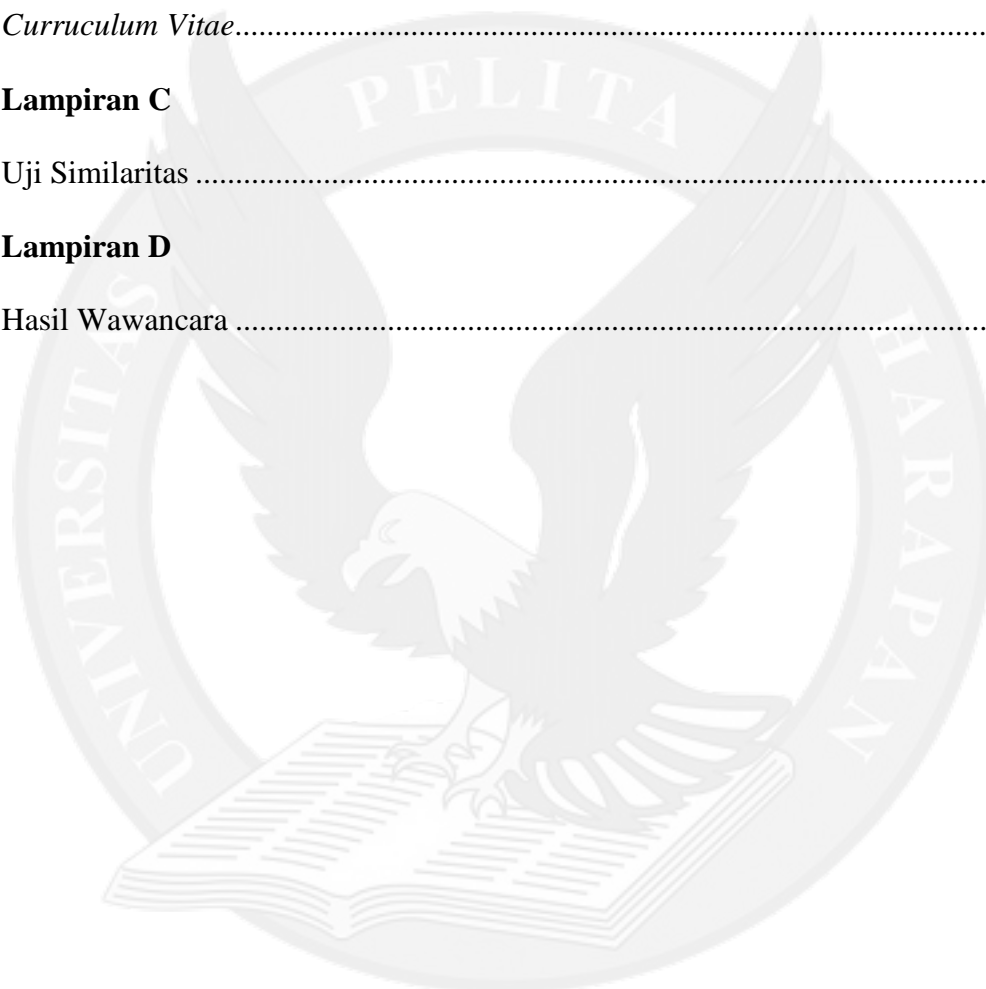 Curruculum Vitae................................................................................................
Lampiran C
Uji Similaritas .....................................................................................................
Lampiran D
Hasil Wawancara ................................................................................................
UNIVERSITAS PELITA HARAPAN